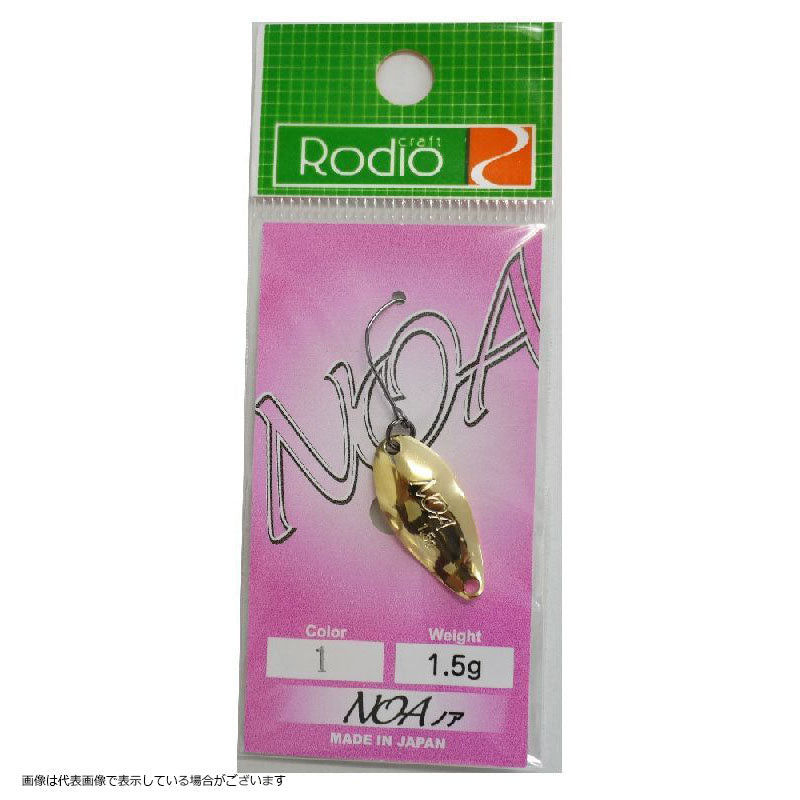 craft
Rodio
NOA
NOA
1.5g
Color Weight
1 1.5g
NOA ノア
MADE IN JAPAN
画像は代表画像で表示している場合がございます